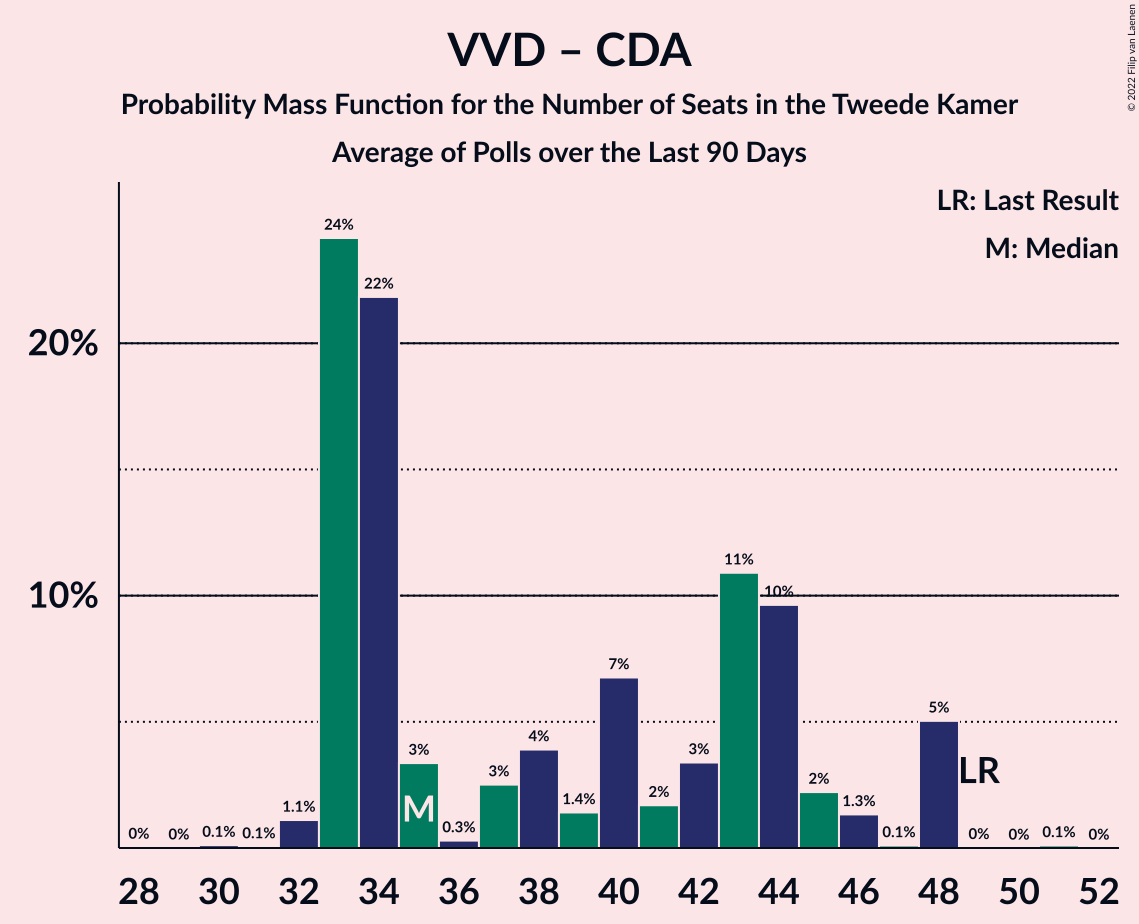 VVD – CDA
Probability Mass Function for the Number of Seats in the Tweede Kamer
Average of Polls over the Last 90 Days
© 2022 Filip van Laenen
LR: Last Result
M: Median
20%
10%
0% 0% 0.1% 0.1% 1.1% 24% 22% 3% 0.3% 3% 4% 1.4% 7% 2% 3% 11% 10% 2% 1.3% 0.1% 5% 0% 0% 0.1% 0%
M
LR
28 30 32 34 36 38 40 42 44 46 48 50 52